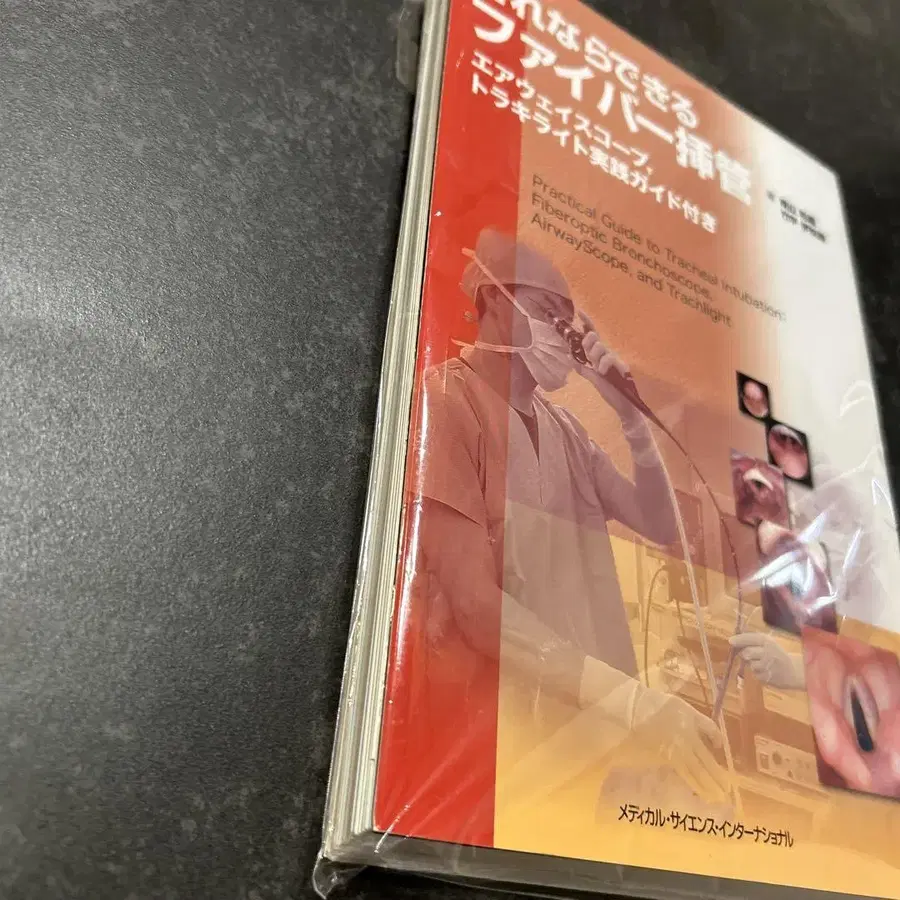 れならできる
ファイバー挿管
エアウェイスコープ,
トラキライト実践ガイド付き
Practical Guide to Tracheal Intubation:
Fiberoptic Bronchoscope,
AirwayScope, and Trachlight
メディカル・サイエンス・インターナショナル